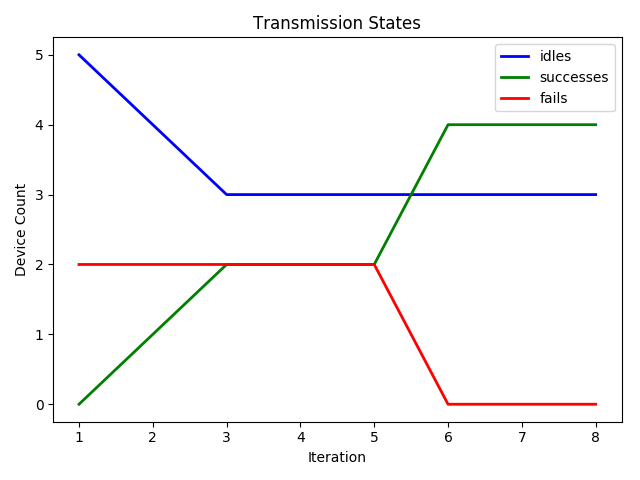 Transmission States
idles
successes
fails
Device Count
5
4
3
2
1
0
1 2 3 4 5 6 7 8
Iteration